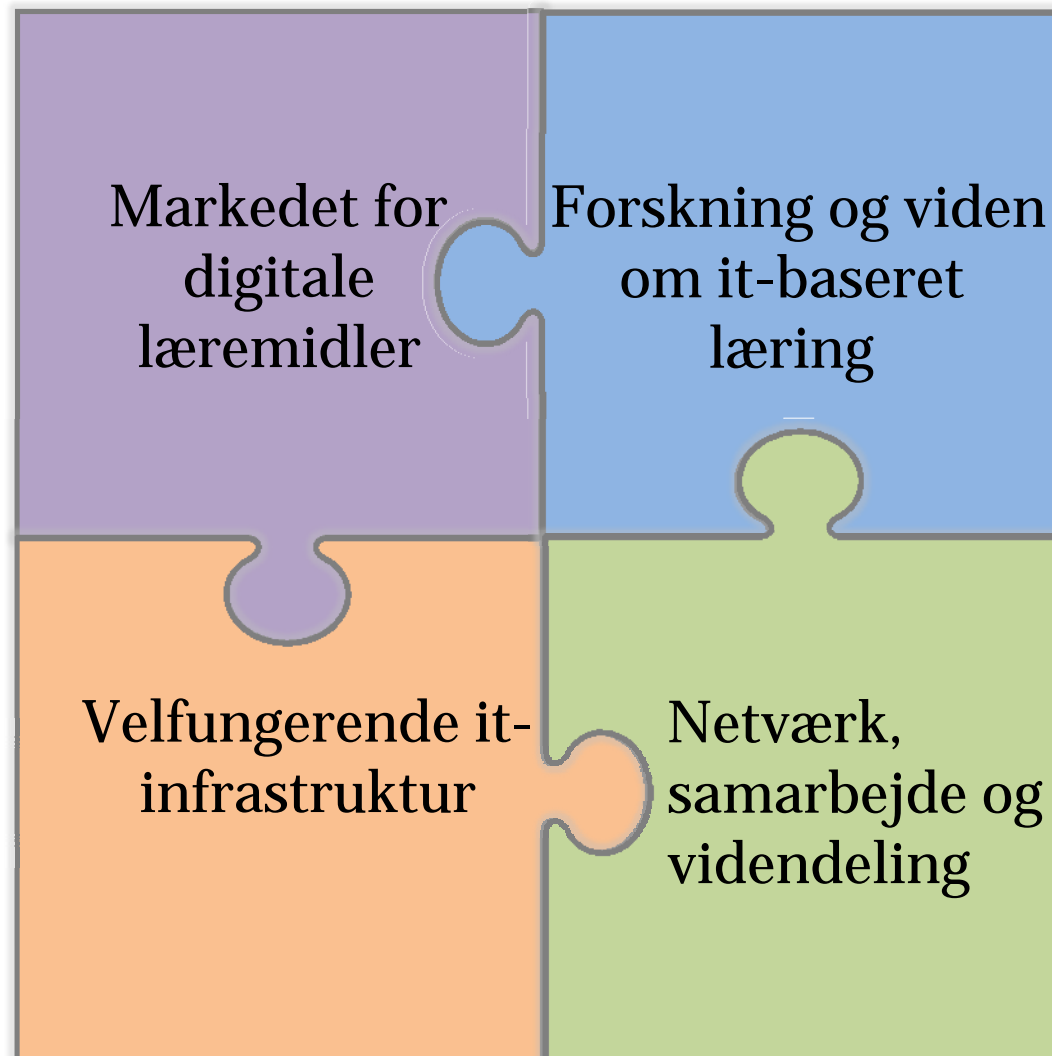 Markedet for
digitale
læremidler
Forskning og viden
om it-baseret
læring
Velfungerende it-
infrastruktur
Netværk,
samarbejde og
videndeling